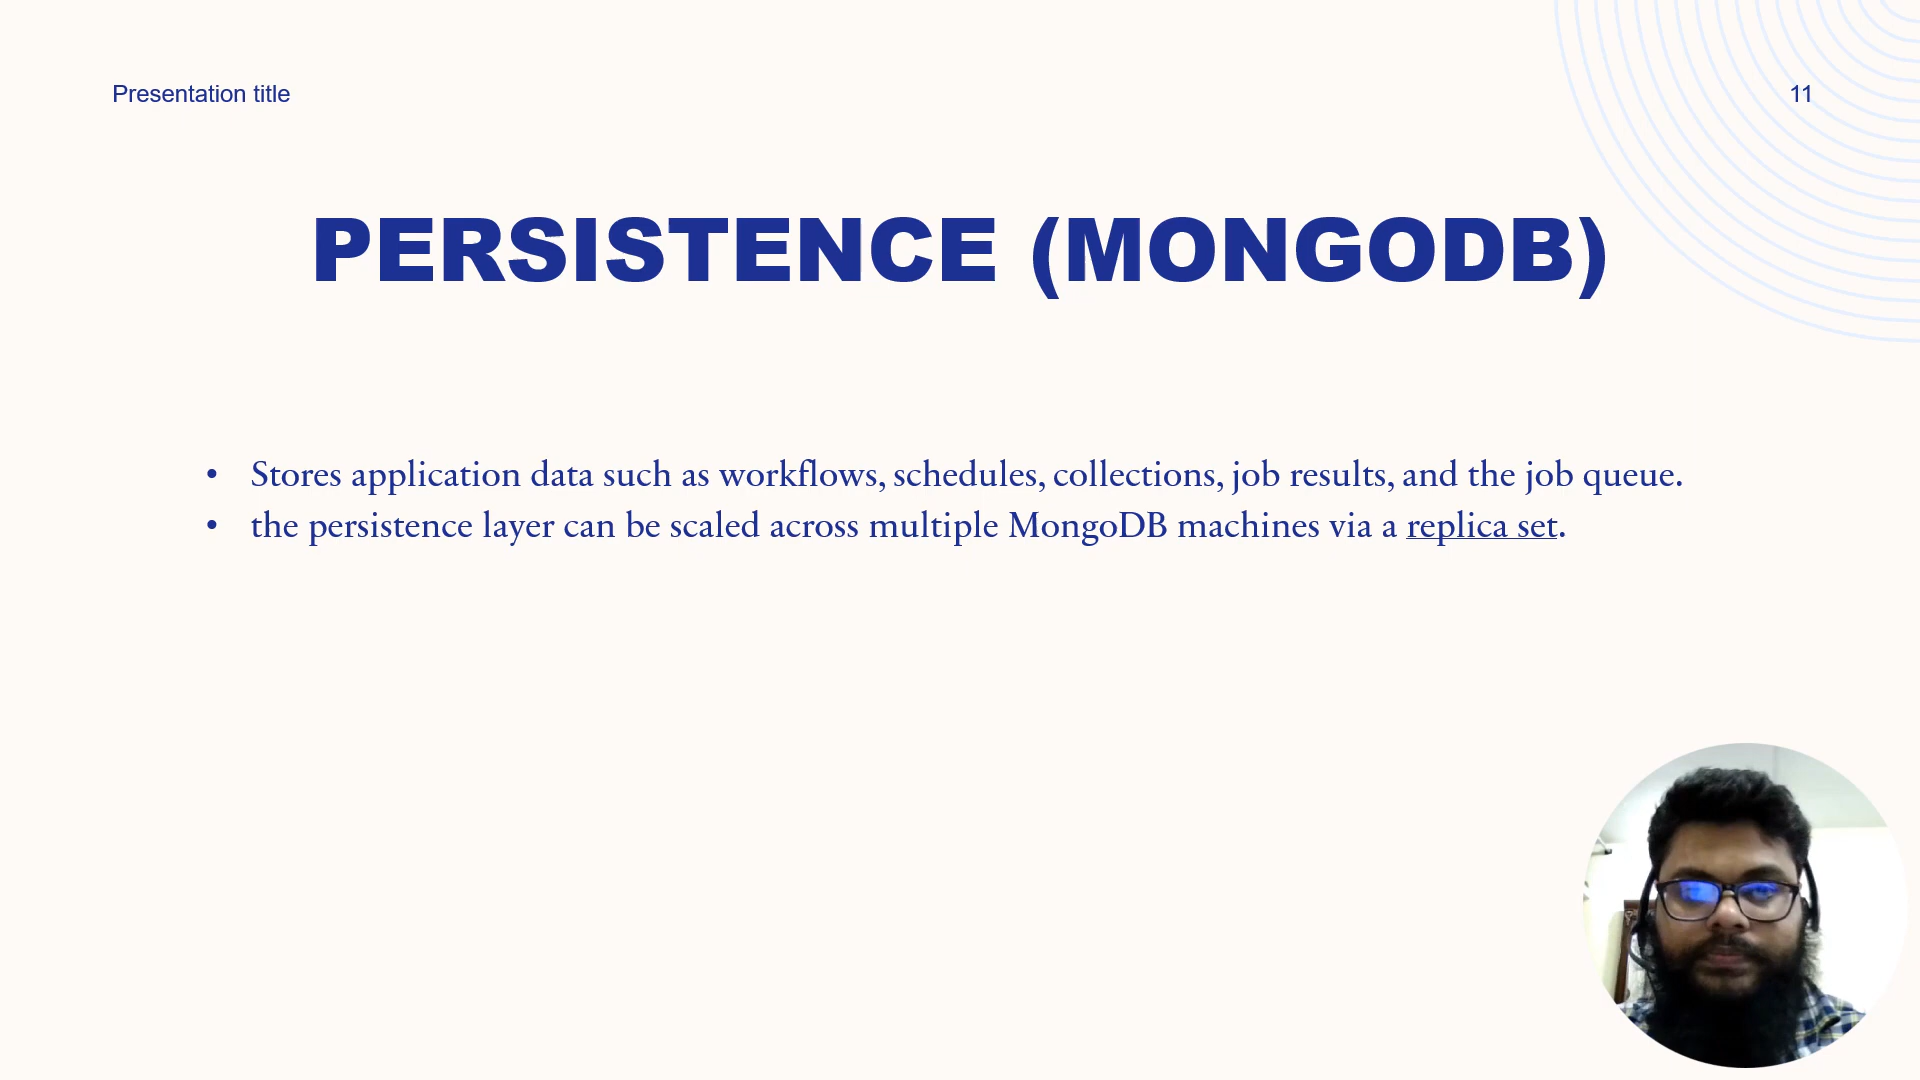 Presentation title
11
PERSISTENCE (MONGODB)
• Stores application data such as workflows, schedules, collections, job results, and the job queue.
• the persistence layer can be scaled across multiple MongoDB machines via a replica set.